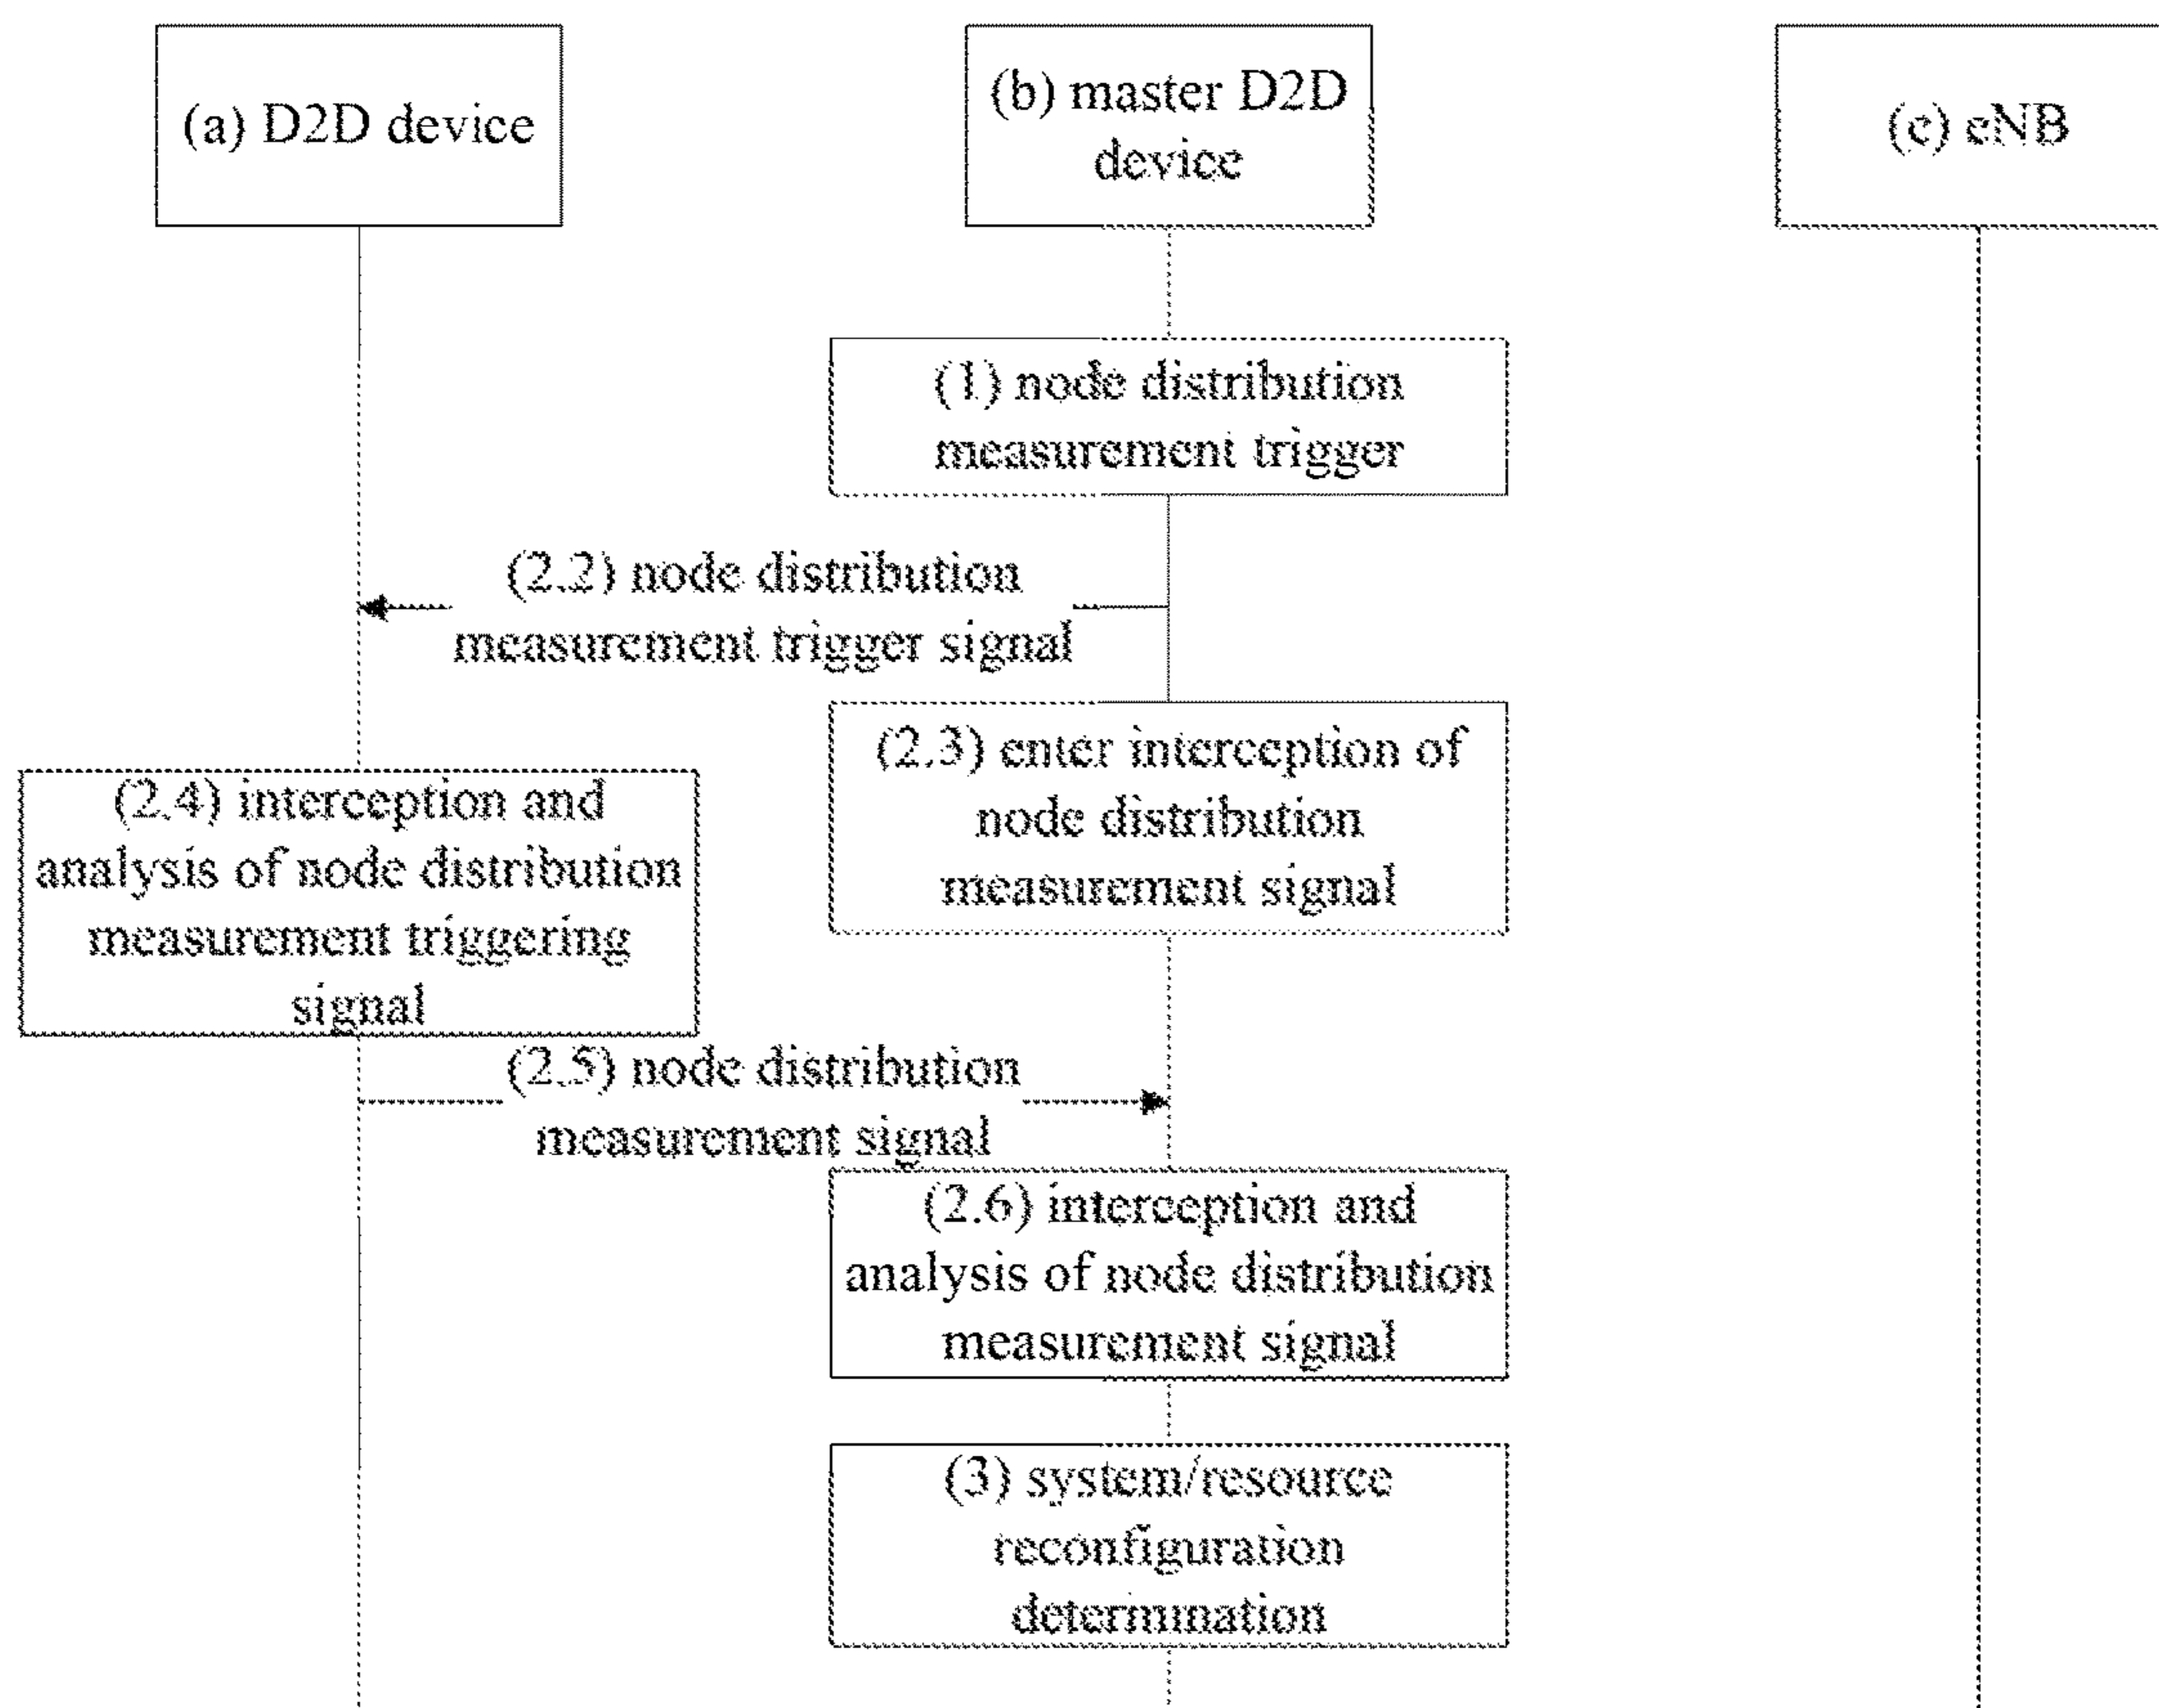 (a) D2D device
(b) master D2D
device
(c) eNB
(1) node distribution
measurement trigger
(2.2) node distribution
measurement trigger signal
(2.3) enter interception of
node distribution
measurement signal
(2.4) interception and
analysis of node distribution
measurement triggering
signal
(2.5) node distribution
measurement signal
(2.6) interception and
analysis of node distribution
measurement signal
(3) system/resource
reconfiguration
determination